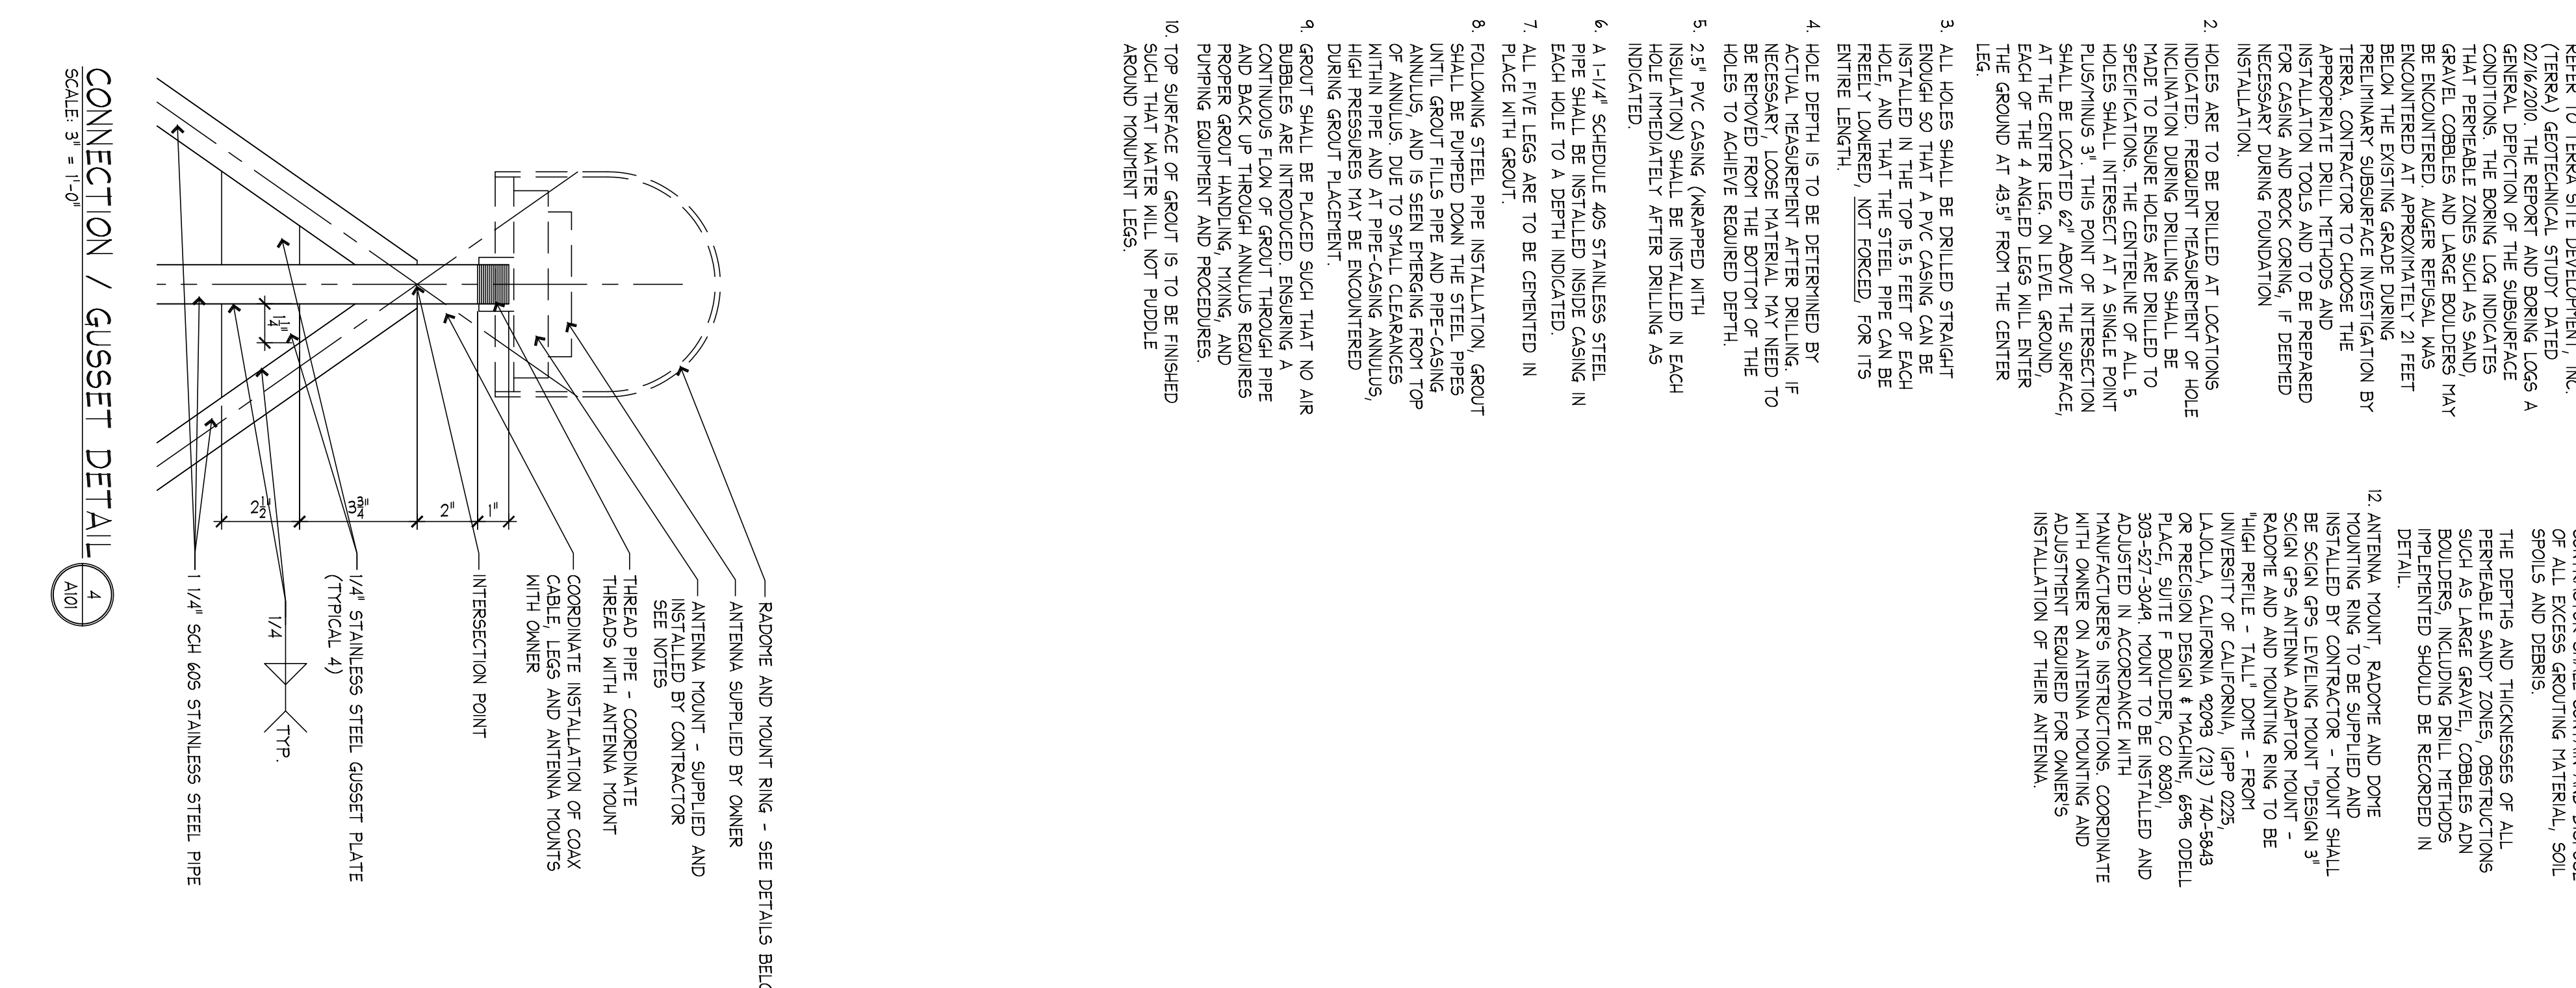 REFER TO TERRA SITE DEVELOPMENT, INC.
(TERRA) GEOTECHNICAL STUDY DATED
02/16/2010. THE REPORT AND BORING LOGS A
GENERAL DEPICTION OF THE SUBSURFACE
CONDITIONS. THE BORING LOG INDICATES
THAT PERMEABLE ZONES SUCH AS SAND,
GRAVEL COBBLES AND LARGE BOULDERS MAY
BE ENCOUNTERED. AUGER REFUSAL WAS
ENCOUNTERED AT APPROXIMATELY 21 FEET
BELOW THE EXISTING GRADE DURING
PRELIMINARY SUBSURFACE INVESTIGATION BY
TERRA. CONTRACTOR TO CHOOSE THE
APPROPRIATE DRILL METHODS AND
INSTALLATION TOOLS AND TO BE PREPARED
FOR CASING AND ROCK CORING, IF DEEMED
NECESSARY DURING FOUNDATION
INSTALLATION.
2. HOLES ARE TO BE DRILLED AT LOCATIONS
INDICATED. FREQUENT MEASUREMENT OF HOLE
INCLINATION DURING DRILLING SHALL BE
MADE TO ENSURE HOLES ARE DRILLED TO
SPECIFICATIONS. THE CENTERLINE OF ALL 5
HOLES SHALL INTERSECT AT A SINGLE POINT
PLUS/MINUS 3". THIS POINT OF INTERSECTION
SHALL BE LOCATED 62" ABOVE THE SURFACE,
AT THE CENTER LEG. ON LEVEL GROUND,
EACH OF THE 4 ANGLED LEGS WILL ENTER
THE GROUND AT 43.5" FROM THE CENTER
LEG.
3. ALL HOLES SHALL BE DRILLED STRAIGHT
ENOUGH SO THAT A PVC CASING CAN BE
INSTALLED IN THE TOP 15.5 FEET OF EACH
HOLE, AND THAT THE STEEL PIPE CAN BE
FREELY LOWERED, NOT FORCED, FOR ITS
ENTIRE LENGTH.
4. HOLE DEPTH IS TO BE DETERMINED BY
ACTUAL MEASUREMENT AFTER DRILLING. IF
NECESSARY, LOOSE MATERIAL MAY NEED TO
BE REMOVED FROM THE BOTTOM OF THE
HOLES TO ACHIEVE REQUIRED DEPTH.
5. 2.5" PVC CASING (WRAPPED WITH
INSULATION) SHALL BE INSTALLED IN EACH
HOLE IMMEDIATELY AFTER DRILLING AS
INDICATED.
6. A 1-1/4" SCHEDULE 40S STAINLESS STEEL
PIPE SHALL BE INSTALLED INSIDE CASING IN
EACH HOLE TO A DEPTH INDICATED.
7. ALL FIVE LEGS ARE TO BE CEMENTED IN
PLACE WITH GROUT.
8. FOLLOWING STEEL PIPE INSTALLATION, GROUT
SHALL BE PUMPED DOWN THE STEEL PIPES
UNTIL GROUT FILLS PIPE AND PIPE-CASING
ANNULUS, AND IS SEEN EMERGING FROM TOP
OF ANNULUS. DUE TO SMALL CLEARANCES
WITHIN PIPE AND AT PIPE-CASING ANNULUS,
HIGH PRESSURES MAY BE ENCOUNTERED
DURING GROUT PLACEMENT.
9. GROUT SHALL BE PLACED SUCH THAT NO AIR
BUBBLES ARE INTRODUCED. ENSURING A
CONTINUOUS FLOW OF GROUT THROUGH PIPE
AND BACK UP THROUGH ANNULUS REQUIRES
PROPER GROUT HANDLING, MIXING, AND
PUMPING EQUIPMENT AND PROCEDURES.
10. TOP SURFACE OF GROUT IS TO BE FINISHED
SUCH THAT WATER WILL NOT PUDDLE
AROUND MONUMENT LEGS.
OF ALL EXCESS GROUTING MATERIAL, SOIL
SPOILS AND DEBRIS.
THE DEPTHS AND THICKNESSES OF ALL
PERMEABLE SANDY ZONES, OBSTRUCTIONS
SUCH AS LARGE GRAVEL, COBBLES ADN
BOULDERS, INCLUDING DRILL METHODS
IMPLEMENTED SHOULD BE RECORDED IN
DETAIL.
12. ANTENNA MOUNT, RADOME AND DOME
MOUNTING RING TO BE SUPPLIED AND
INSTALLED BY CONTRACTOR - MOUNT SHALL
BE SCIGN GPS LEVELING MOUNT "DESIGN 3"
SCIGN GPS ANTENNA ADAPTOR MOUNT -
RADOME AND AND MOUNTING RING TO BE
"HIGH PRFILE - TALL" DOME - FROM
UNIVERSITY OF CALIFORNIA, IGPP 0225,
LAJOLLA, CALIFORNIA 92093 (213) 740-5843
OR PRECISION DESIGN & MACHINE, 6595 ODELL
PLACE, SUITE F BOULDER, CO 80301,
303-527-3049. MOUNT TO BE INSTALLED AND
ADJUSTED IN ACCORDANCE WITH
MANUFACTURER'S INSTRUCTIONS. COORDINATE
WITH OWNER ON ANTENNA MOUNTING AND
ADJUSTMENT REQUIRED FOR OWNER'S
INSTALLATION OF THEIR ANTENNA.
RADOME AND MOUNT RING - SEE DETAILS BELO
ANTENNA SUPPLIED BY OWNER
ANTENNA MOUNT - SUPPLIED AND
INSTALLED BY CONTRACTOR
SEE NOTES
THREAD PIPE - COORDINATE
THREADS WITH ANTENNA MOUNT
COORDINATE INSTALLATION OF COAX
CABLE, LEGS AND ANTENNA MOUNTS
WITH OWNER
1"
2"
INTERSECTION POINT
3 3/4"
2 1/2"
1 1/4"
1/4" STAINLESS STEEL GUSSET PLATE
(TYPICAL 4)
1/4
TYP.
1 1/4" SCH 60S STAINLESS STEEL PIPE
CONNECTION / GUSSET DETAIL
SCALE: 3" = 1'-0"
4
A101